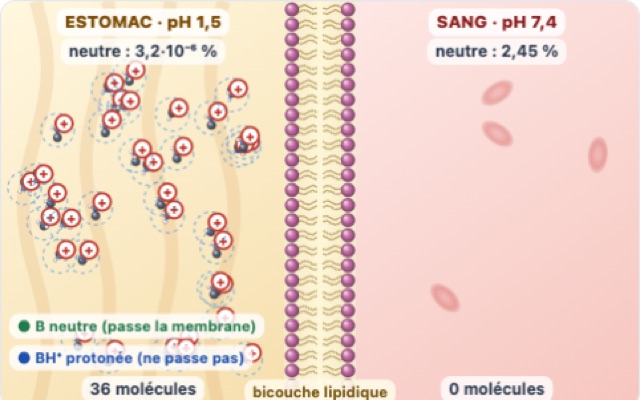 ESTOMAC · pH 1,5
neutre : 3,2·10⁻⁶ %
SANG · pH 7,4
neutre : 2,45 %
B neutre (passe la membrane)
BH⁺ protonée (ne passe pas)
36 molécules
bicouche lipidique
0 molécules